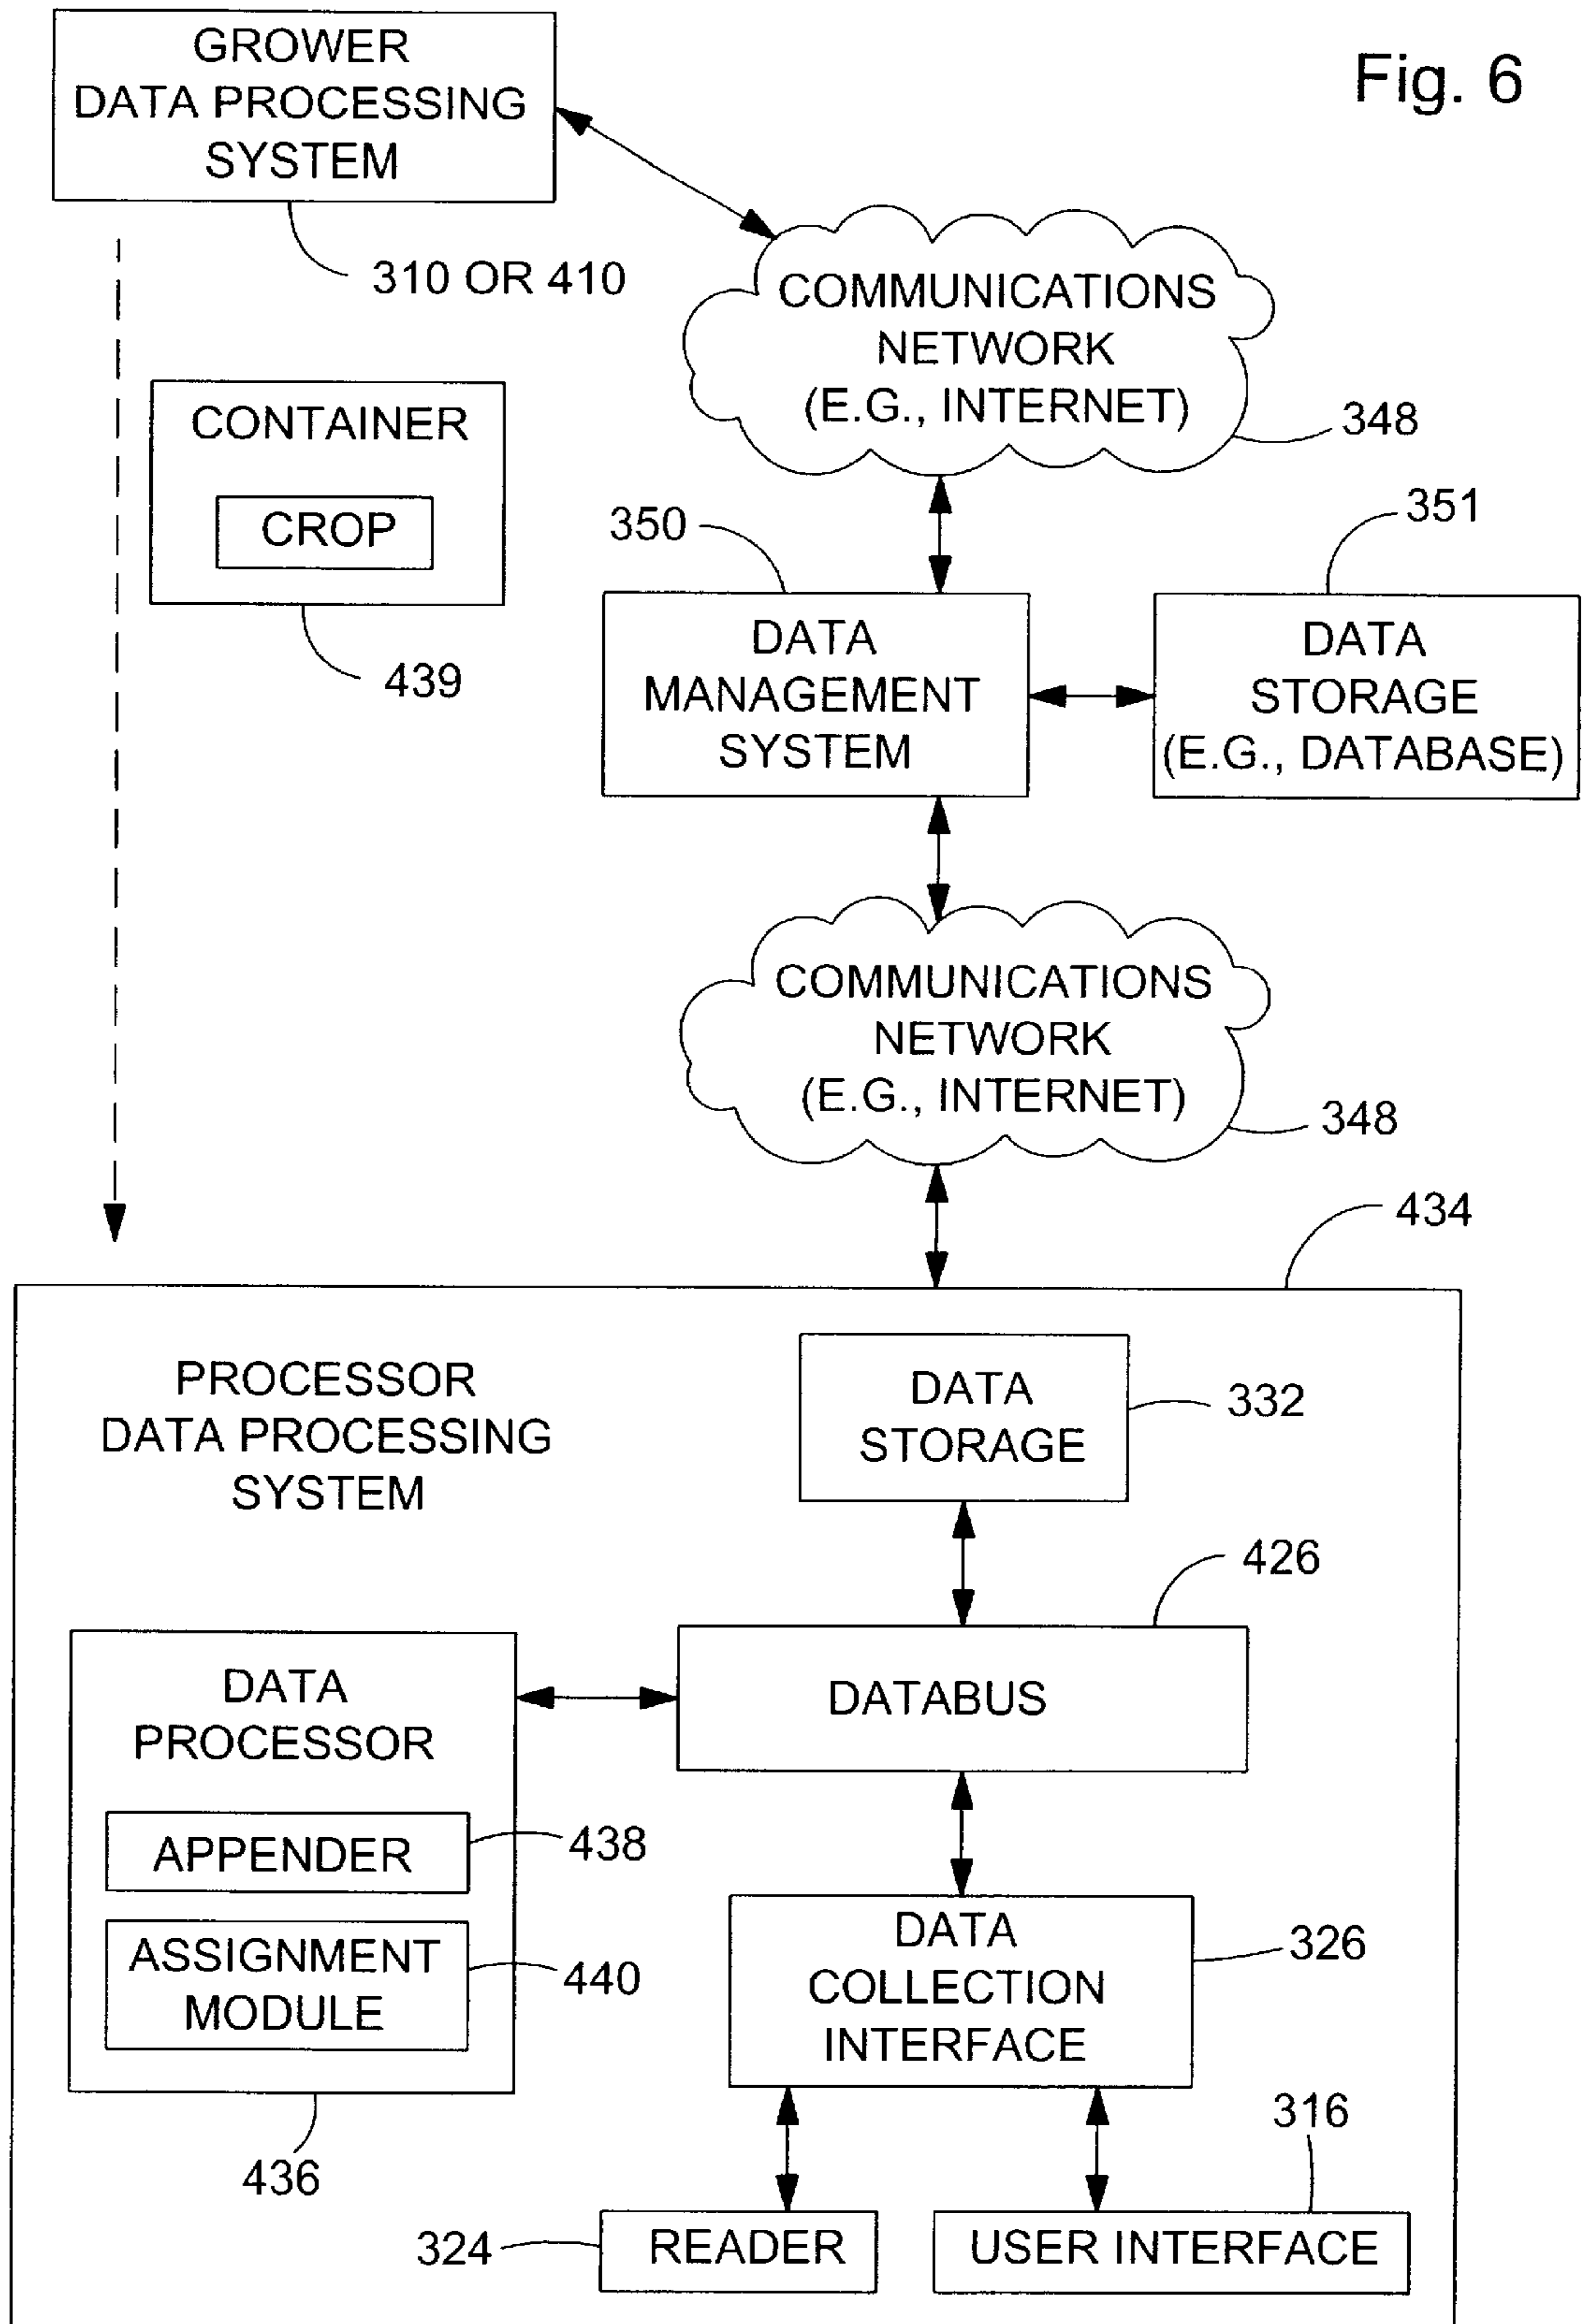 Fig. 6
GROWER
DATA PROCESSING
SYSTEM
310 OR 410
COMMUNICATIONS
NETWORK
(E.G., INTERNET)
348
CONTAINER
CROP
439
350
351
DATA
MANAGEMENT
SYSTEM
DATA
STORAGE
(E.G., DATABASE)
COMMUNICATIONS
NETWORK
(E.G., INTERNET)
348
434
PROCESSOR
DATA PROCESSING
SYSTEM
DATA
STORAGE
332
426
DATABUS
DATA
PROCESSOR
APPENDER
438
ASSIGNMENT
MODULE
440
436
DATA
COLLECTION
INTERFACE
326
316
324
READER
USER INTERFACE